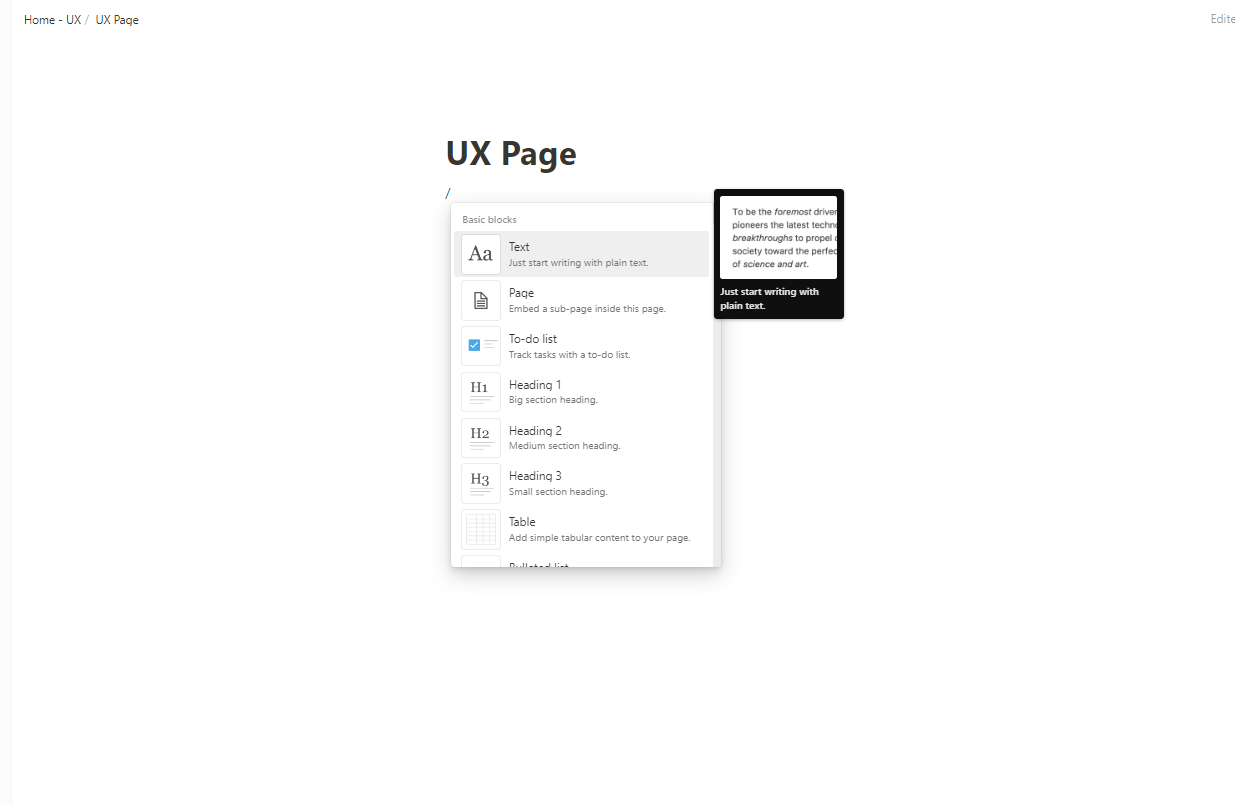 Home - UX / UX Page
Edite
UX Page
/
Basic blocks
Aa
Text
Just start writing with plain text.
Page
Embed a sub-page inside this page.
To-do list
Track tasks with a to-do list.
H1
Heading 1
Big section heading.
H2
Heading 2
Medium section heading.
H3
Heading 3
Small section heading.
Table
Add simple tabular content to your page.
Bulleted list
To be the foremost driver
pioneers the latest techno
breakthroughs to propel
society toward the perfec
of science and art.
Just start writing with
plain text.